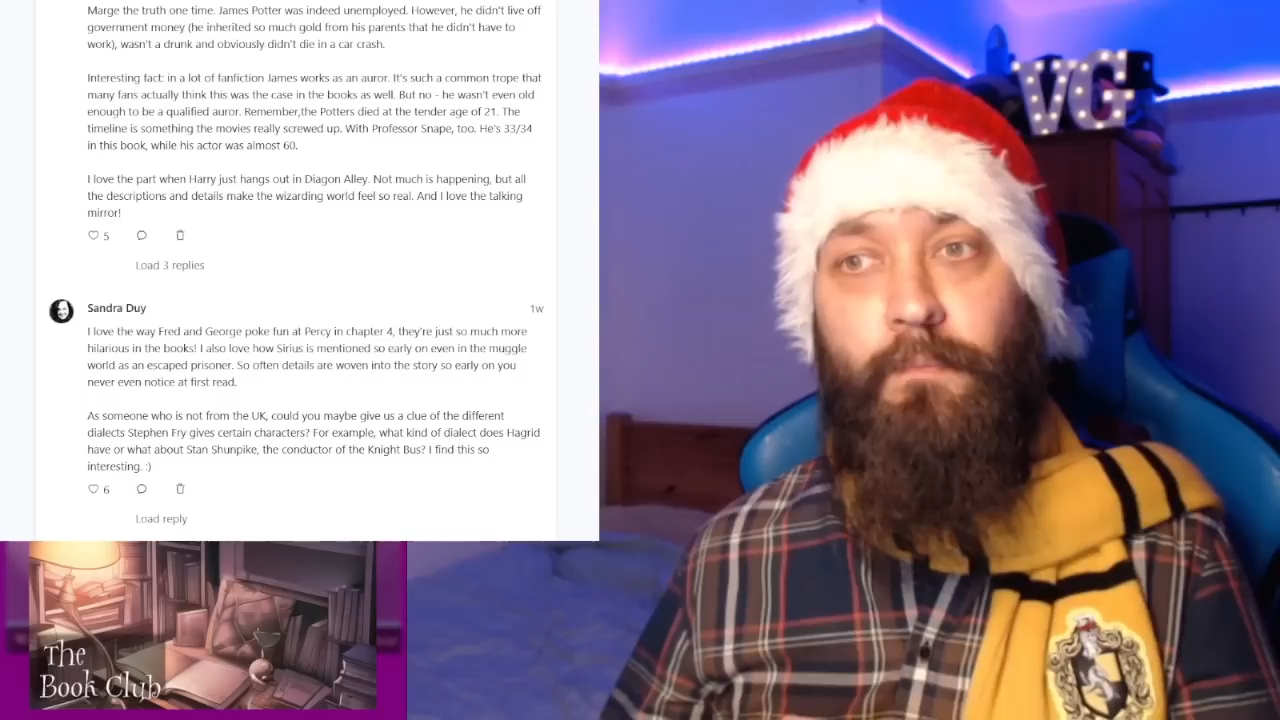 Marge the truth one time. James Potter was indeed unemployed. However, he didn't live off
government money (he inherited so much gold from his parents that he didn't have to
work), wasn't a drunk and obviously didn't die in a car crash.
Interesting fact: in a lot of fanfiction James works as an auror. It's such a common trope that
many fans actually think this was the case in the books as well. But no - he wasn't even old
enough to be a qualified auror. Remember,the Potters died at the tender age of 21. The
timeline is something the movies really screwed up. With Professor Snape, too. He's 33/34
in this book, while his actor was almost 60.
I love the part when Harry just hangs out in Diagon Alley. Not much is happening, but all
the descriptions and details make the wizarding world feel so real. And I love the talking
mirror!
5
Load 3 replies
Sandra Duy 1w
I love the way Fred and George poke fun at Percy in chapter 4, they're just so much more
hilarious in the books! I also love how Sirius is mentioned so early on even in the muggle
world as an escaped prisoner. So often details are woven into the story so early on you
never even notice at first read.
As someone who is not from the UK, could you maybe give us a clue of the different
dialects Stephen Fry gives certain characters? For example, what kind of dialect does Hagrid
have or what about Stan Shunpike, the conductor of the Knight Bus? I find this so
interesting. :)
6
Load reply
The
Book Club
VG